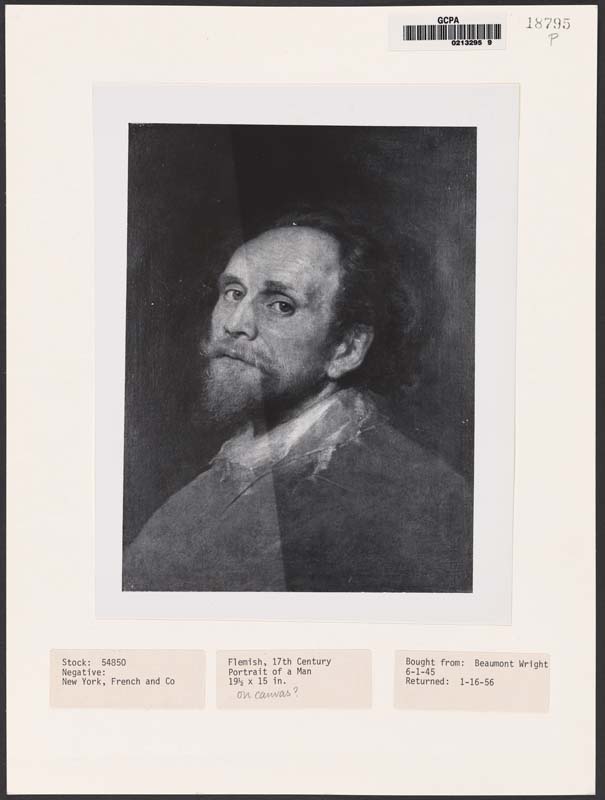 GCPA
0213295 9
18795
P
Stock: 54850
Negative:
New York, French and Co
Flemish, 17th Century
Portrait of a Man
19½ x 15 in.
on canvas?
Bought from: Beaumont Wright
6-1-45
Returned: 1-16-56